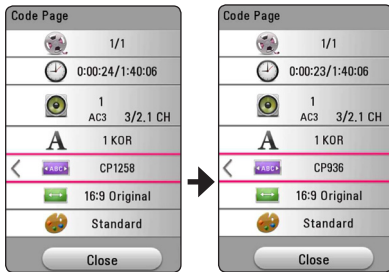 Code Page
1/1
0:00:24/1:40:06
1
AC3 3/2.1 CH
A
1 KOR
ABC
CP1258
16:9 Original
Standard
Close
Code Page
1/1
0:00:23/1:40:06
1
AC3 3/2.1 CH
A
1 KOR
ABC
CP936
16:9 Original
Standard
Close